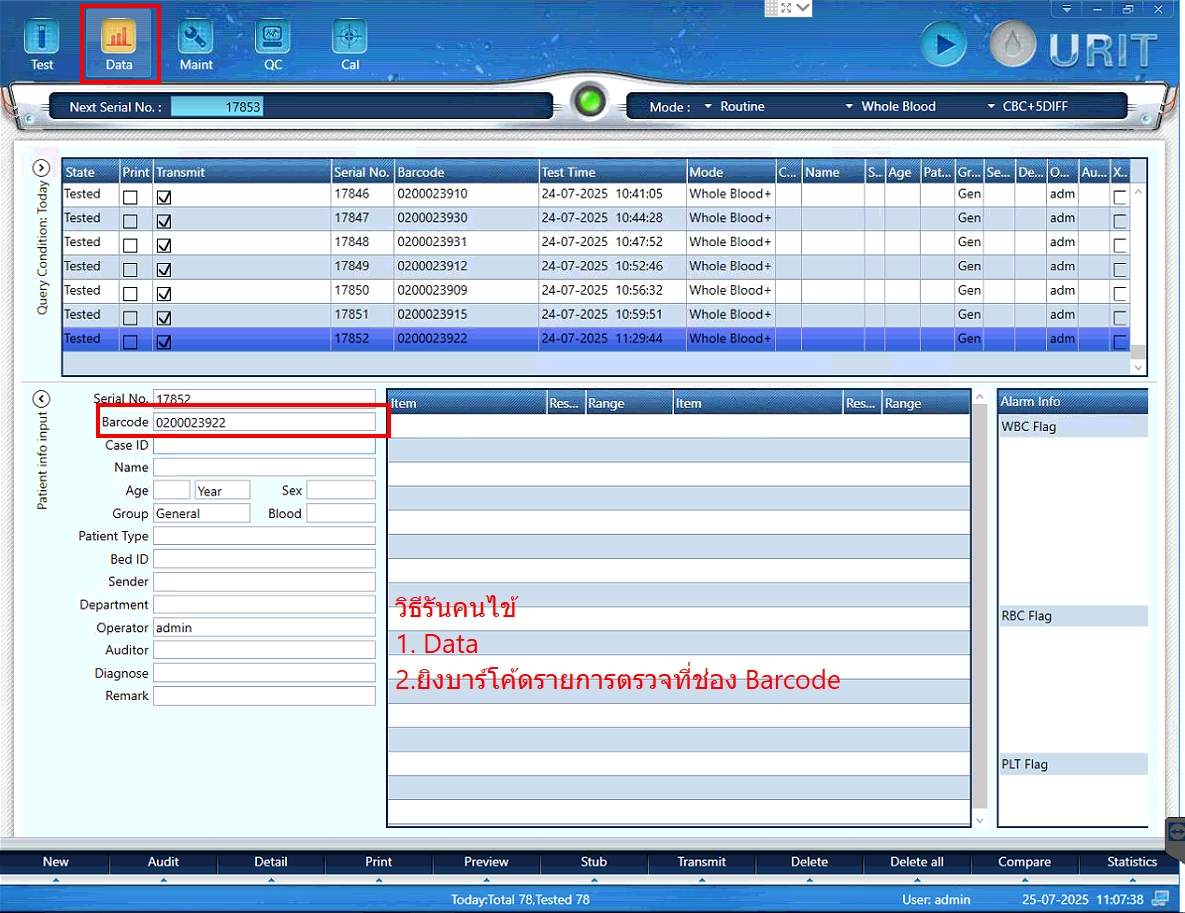 Test
Data
Maint
QC
Cal
URIT
Next Serial No. : 17853
Mode : Routine Whole Blood CBC+5DIFF
Query Condition: Today
State Print Transmit Serial No. Barcode Test Time Mode C... Name S.. Age Pat... Gr... Se... De... O... Au... X..
Tested 17846 0200023910 24-07-2025 10:41:05 Whole Blood+ Gen adm
Tested 17847 0200023930 24-07-2025 10:44:28 Whole Blood+ Gen adm
Tested 17848 0200023931 24-07-2025 10:47:52 Whole Blood+ Gen adm
Tested 17849 0200023912 24-07-2025 10:52:46 Whole Blood+ Gen adm
Tested 17850 0200023909 24-07-2025 10:56:32 Whole Blood+ Gen adm
Tested 17851 0200023915 24-07-2025 10:59:51 Whole Blood+ Gen adm
Tested 17852 0200023922 24-07-2025 11:29:44 Whole Blood+ Gen adm
Patient info input
Serial No. 17852
Barcode 0200023922
Case ID
Name
Age Year Sex
Group General Blood
Patient Type
Bed ID
Sender
Department
Operator admin
Auditor
Diagnose
Remark
Item Res... Range Item Res... Range
วิธีรันคนไข้
1. Data
2.ยิงบาร์โค้ดรายการตรวจที่ช่อง Barcode
Alarm Info
WBC Flag
RBC Flag
PLT Flag
New Audit Detail Print Preview Stub Transmit Delete Delete all Compare Statistics
Today:Total 78,Tested 78 User: admin 25-07-2025 11:07:38